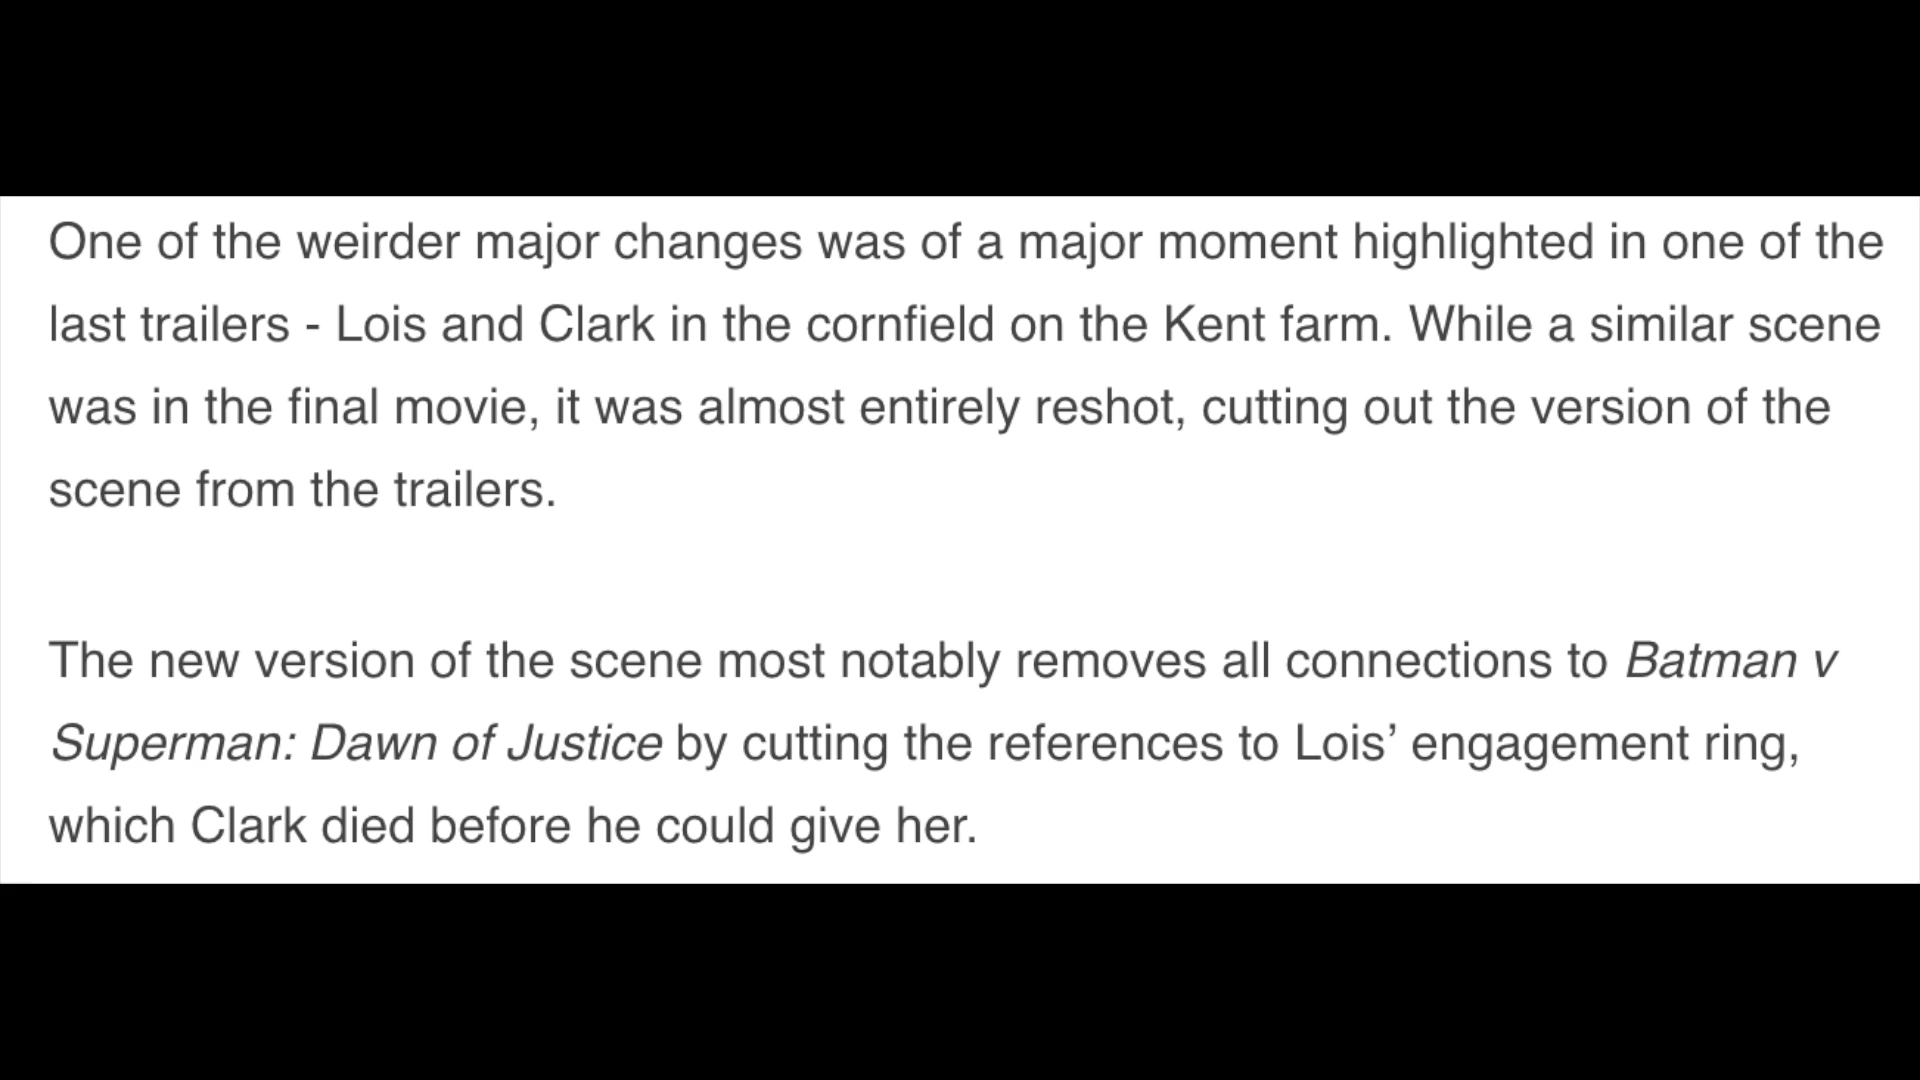 One of the weirder major changes was of a major moment highlighted in one of the
last trailers - Lois and Clark in the cornfield on the Kent farm. While a similar scene
was in the final movie, it was almost entirely reshot, cutting out the version of the
scene from the trailers.
The new version of the scene most notably removes all connections to Batman v
Superman: Dawn of Justice by cutting the references to Lois’ engagement ring,
which Clark died before he could give her.